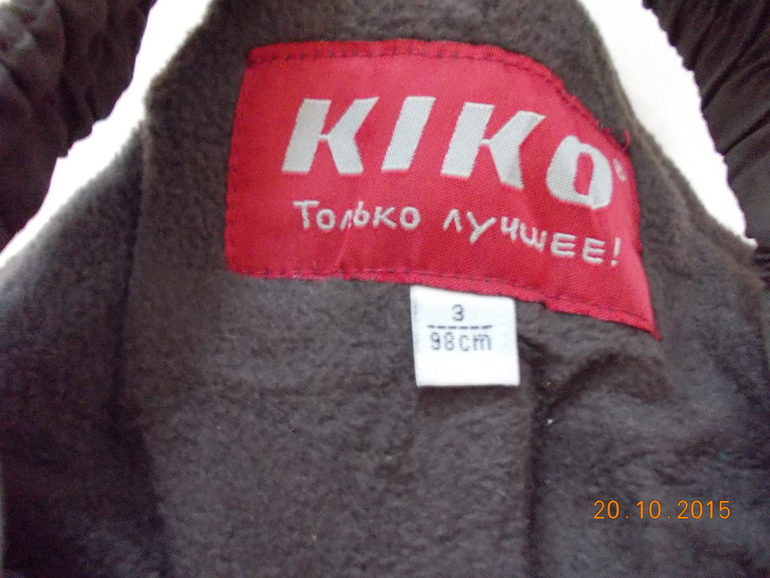 KIKO
Только лучшее!
3
98cm
20.10.2015